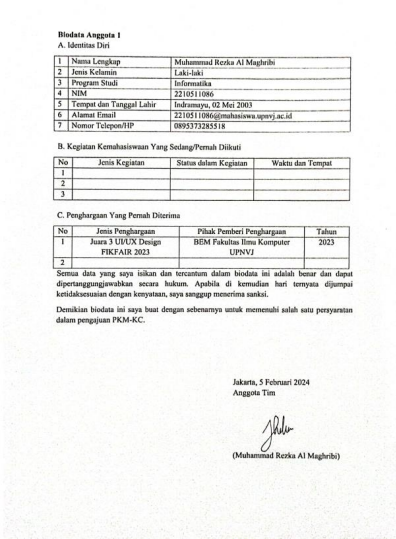 Biodata Anggota 1
A. Identitas Diri
1 Nama Lengkap Muhammad Rezka Al Maghribi
2 Jenis Kelamin Laki-laki
3 Program Studi Informatika
4 NIM 2210511086
5 Tempat dan Tanggal Lahir Indramayu, 02 Mei 2003
6 Alamat Email 2210511086@mahasiswa.upnvj.ac.id
7 Nomor Telepon/HP 0895373285518
B. Kegiatan Kemahasiswaan Yang Sedang/Pernah Diikuti
No Jenis Kegiatan Status dalam Kegiatan Waktu dan Tempat
1
2
3
C. Penghargaan Yang Pernah Diterima
No Jenis Penghargaan Pihak Pemberi Penghargaan Tahun
1 Juara 3 UI/UX Design BEM Fakultas Ilmu Komputer 2023
FIKFAIR 2023 UPNVJ
2
Semua data yang saya isikan dan tercantum dalam biodata ini adalah benar dan dapat
dipertanggungjawabkan secara hukum. Apabila di kemudian hari ternyata dijumpai
ketidaksesuaian dengan kenyataan, saya sanggup menerima sanksi.
Demikian biodata ini saya buat dengan sebenarnya untuk memenuhi salah satu persyaratan
dalam pengajuan PKM-KC.
Jakarta, 5 Februari 2024
Anggota Tim
(Muhammad Rezka Al Maghribi)